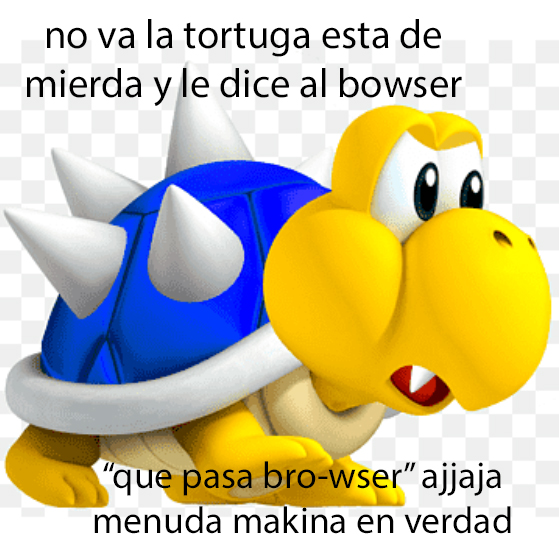 no va la tortuga esta de
mierda y le dice al bowser
“que pasa bro-wser” ajjaja
menuda makina en verdad